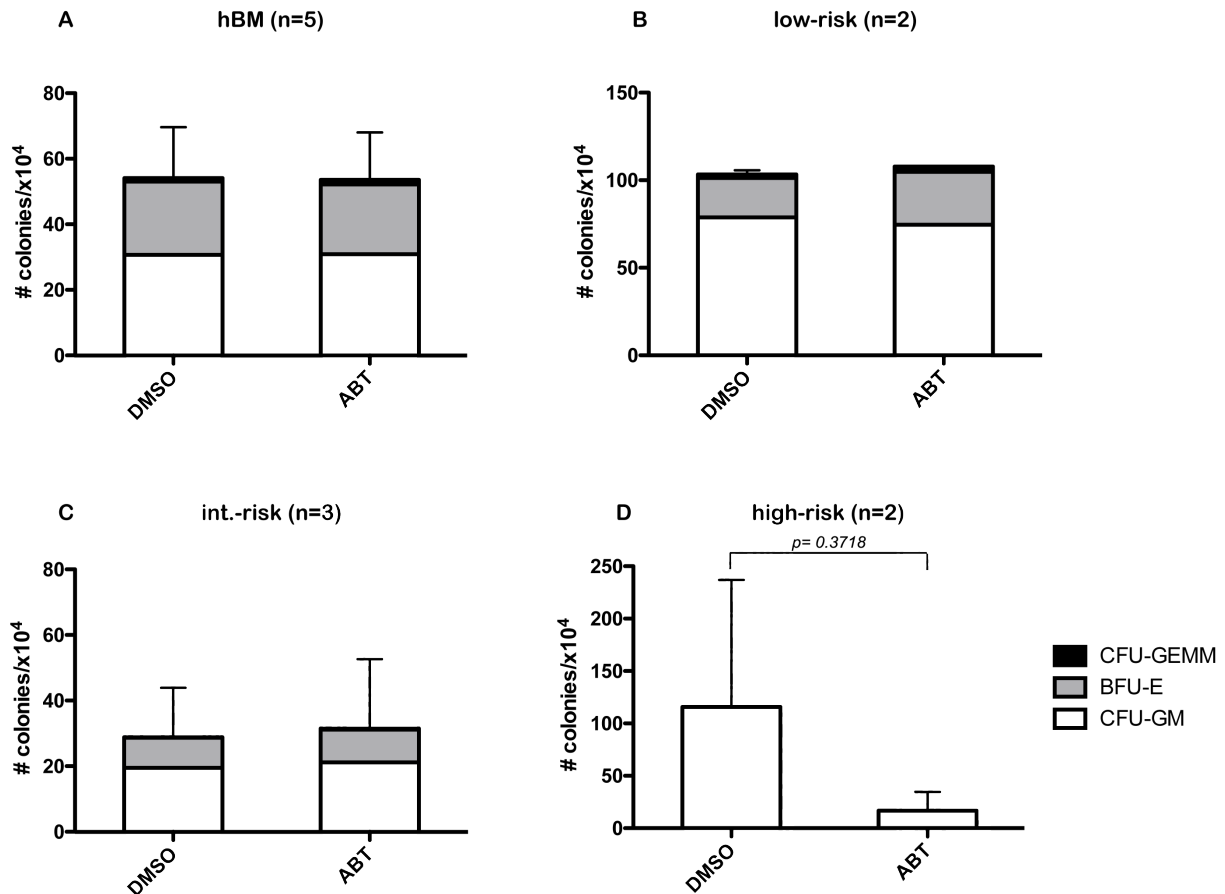 A hBM (n=5)
# colonies/x10⁴
80
60
40
20
0
DMSO
ABT
B low-risk (n=2)
# colonies/x10⁴
150
100
50
0
DMSO
ABT
C int.-risk (n=3)
# colonies/x10⁴
80
60
40
20
0
DMSO
ABT
D high-risk (n=2)
p= 0.3718
# colonies/x10⁴
250
200
150
100
50
0
DMSO
ABT
CFU-GEMM
BFU-E
CFU-GM